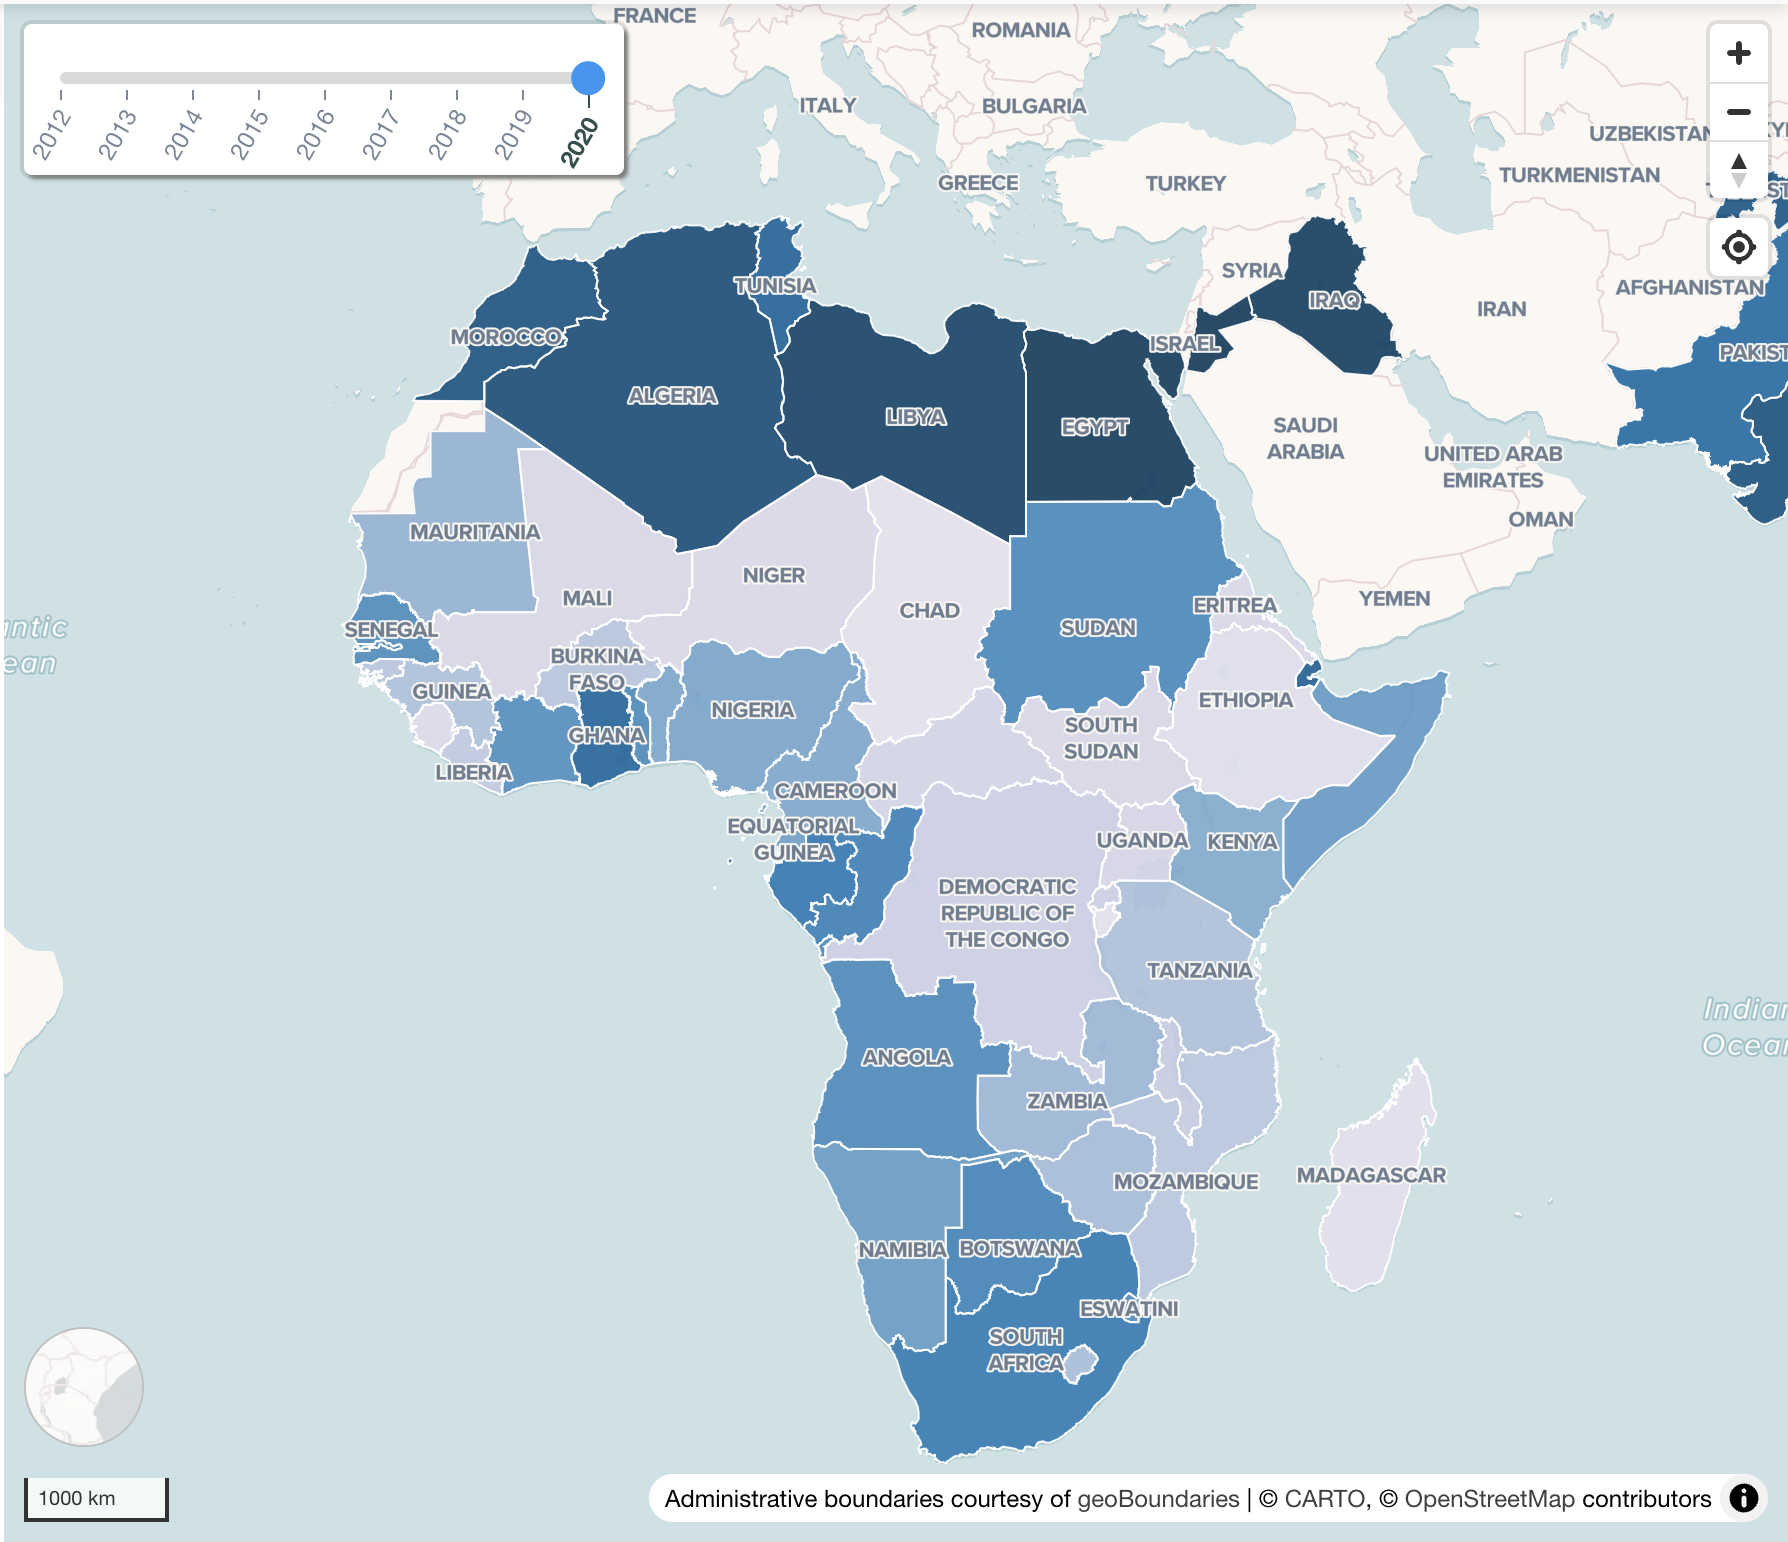 FRANCE
ROMANIA
ITALY
BULGARIA
UZBEKISTAN
GREECE
TURKEY
TURKMENISTAN
2012
2013
2014
2015
2016
2017
2018
2019
2020
SYRIA
TUNISIA
IRAQ
IRAN
AFGHANISTAN
MOROCCO
ISRAEL
PAKIST
ALGERIA
LIBYA
EGYPT
SAUDI
ARABIA
UNITED ARAB
EMIRATES
OMAN
MAURITANIA
NIGER
MALI
CHAD
ERITREA
YEMEN
SENEGAL
SUDAN
antic
ean
BURKINA
FASO
GUINEA
ETHIOPIA
NIGERIA
SOUTH
SUDAN
GHANA
LIBERIA
CAMEROON
EQUATORIAL
GUINEA
UGANDA
KENYA
DEMOCRATIC
REPUBLIC OF
THE CONGO
TANZANIA
Indian
Ocean
ANGOLA
ZAMBIA
MOZAMBIQUE
MADAGASCAR
NAMIBIA
BOTSWANA
ESWATINI
SOUTH
AFRICA
1000 km
Administrative boundaries courtesy of geoBoundaries | © CARTO, © OpenStreetMap contributors